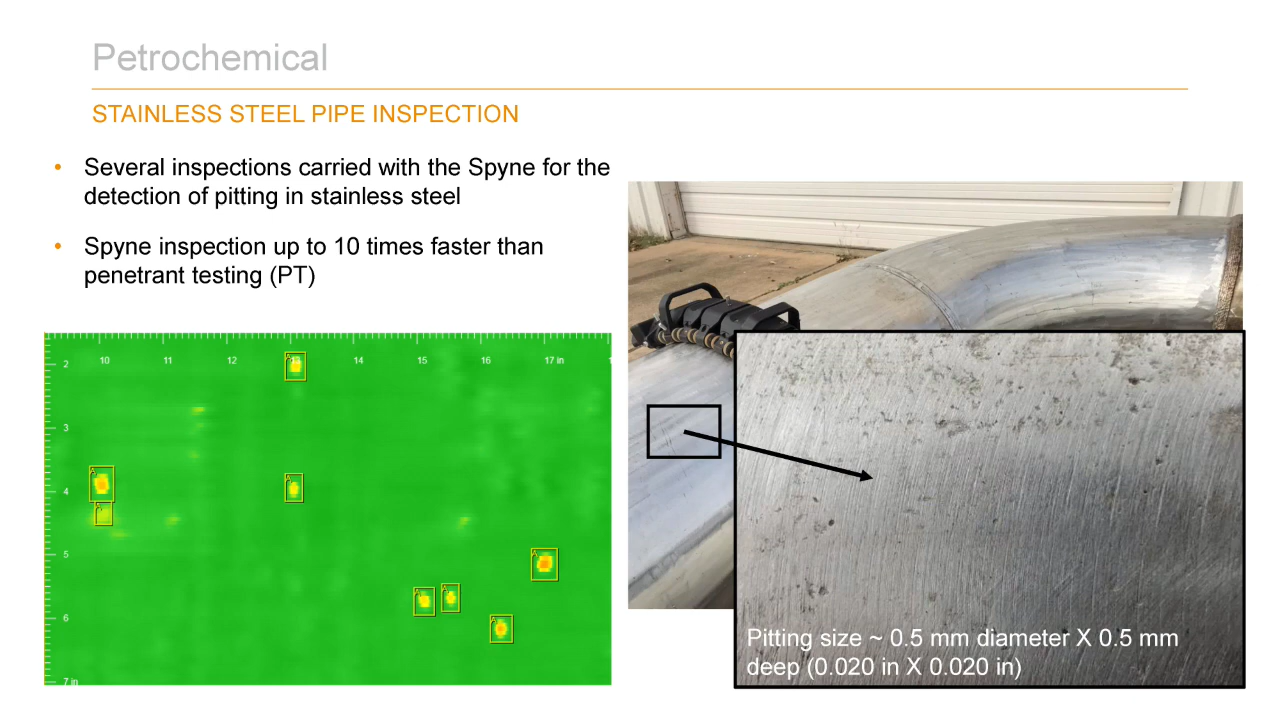 Petrochemical
STAINLESS STEEL PIPE INSPECTION
• Several inspections carried with the Spyne for the
detection of pitting in stainless steel
• Spyne inspection up to 10 times faster than
penetrant testing (PT)
10 11 12 13 14 15 16 17 in
2
3
4
5
6
7 in
A
A
A
A
A
A
A
A
Pitting size ~ 0.5 mm diameter X 0.5 mm
deep (0.020 in X 0.020 in)